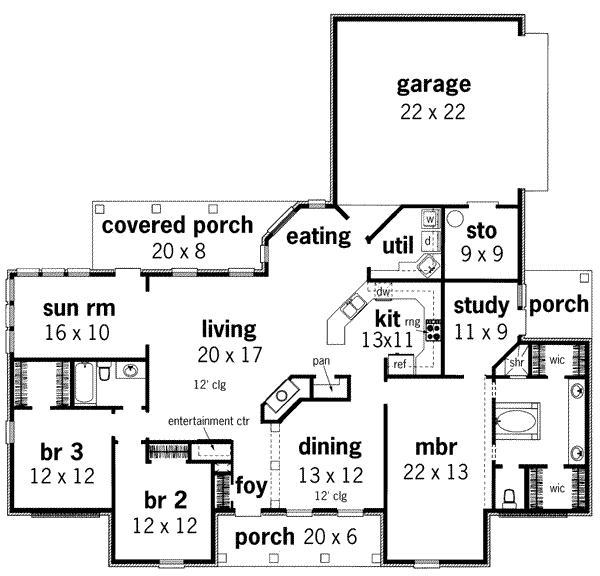 garage
22 x 22
covered porch
20 x 8
eating
util
w
d
sto
9 x 9
sun rm
16 x 10
living
20 x 17
12' clg
dw
kit
13x11
rng
ref
study
11 x 9
porch
pan
shr
wic
entertainment ctr
br 3
12 x 12
br 2
12 x 12
foy
dining
13 x 12
12' clg
mbr
22 x 13
wic
porch 20 x 6